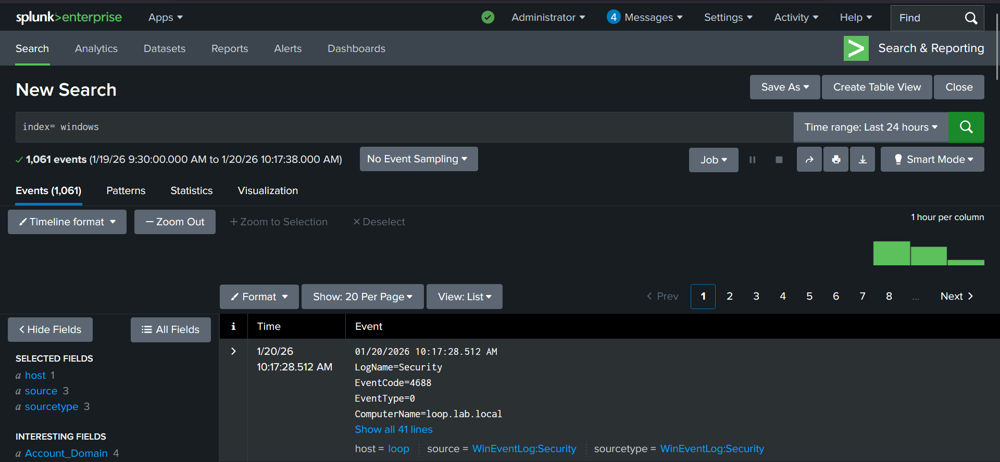 splunk>enterprise Apps Administrator 4 Messages Settings Activity Help Find
Search Analytics Datasets Reports Alerts Dashboards Search & Reporting
New Search Save As Create Table View Close
index= windows Time range: Last 24 hours
1,061 events (1/19/26 9:30:00.000 AM to 1/20/26 10:17:38.000 AM) No Event Sampling Job Smart Mode
Events (1,061) Patterns Statistics Visualization
Timeline format — Zoom Out + Zoom to Selection × Deselect 1 hour per column
Format Show: 20 Per Page View: List < Prev 1 2 3 4 5 6 7 8 ... Next >
< Hide Fields All Fields i Time Event
SELECTED FIELDS
a host 1
a source 3
a sourcetype 3
INTERESTING FIELDS
a Account_Domain 4
> 1/20/26
10:17:28.512 AM
01/20/2026 10:17:28.512 AM
LogName=Security
EventCode=4688
EventType=0
ComputerName=loop.lab.local
Show all 41 lines
host = loop source = WinEventLog:Security sourcetype = WinEventLog:Security